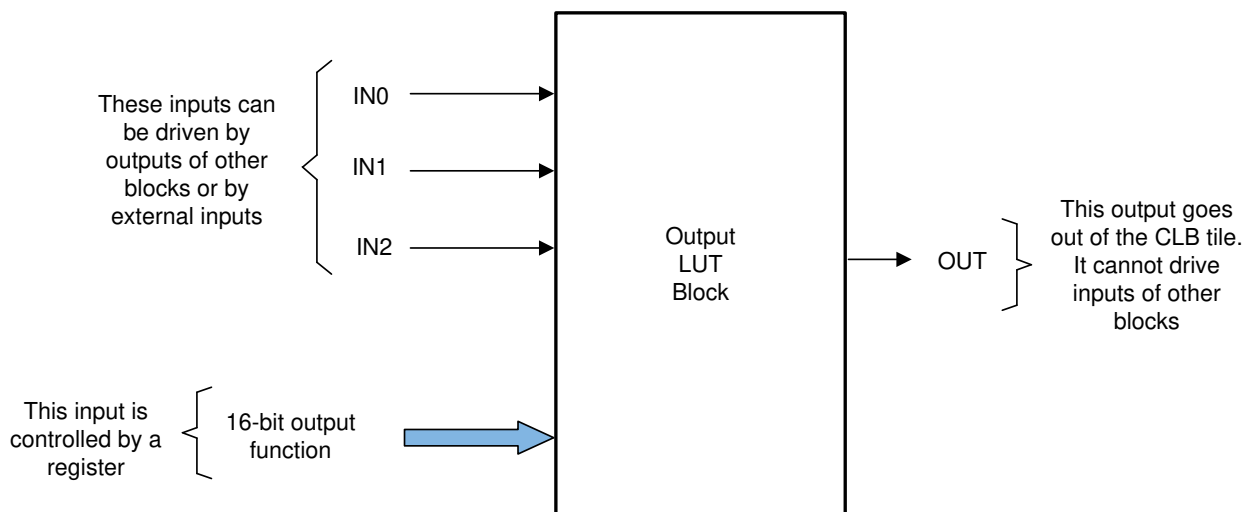 These inputs can
be driven by
outputs of other
blocks or by
external inputs
IN0
IN1
IN2
Output
LUT
Block
OUT
This output goes
out of the CLB tile.
It cannot drive
inputs of other
blocks
This input is
controlled by a
register
16-bit output
function